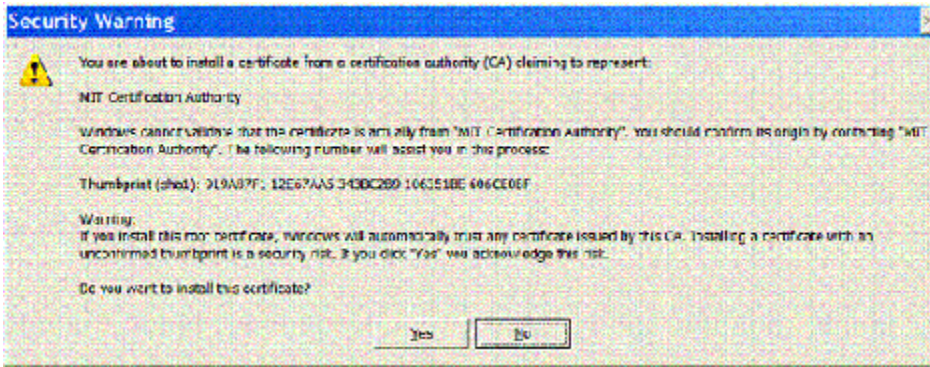 Security Warning
You are about to install a certificate from a certification authority (CA) claiming to represent:
MIT Certification Authority
Windows cannot validate that the certificate is actually from "MIT Certification Authority". You should confirm its origin by contacting "MIT
Certification Authority". The following number will assist you in this process:
Thumbprint (sha1):
Warning:
If you install this root certificate, Windows will automatically trust any certificate issued by this CA. Installing a certificate with an
unconfirmed thumbprint is a security risk. If you click "Yes" you acknowledge this risk.
Do you want to install this certificate?
Yes
No